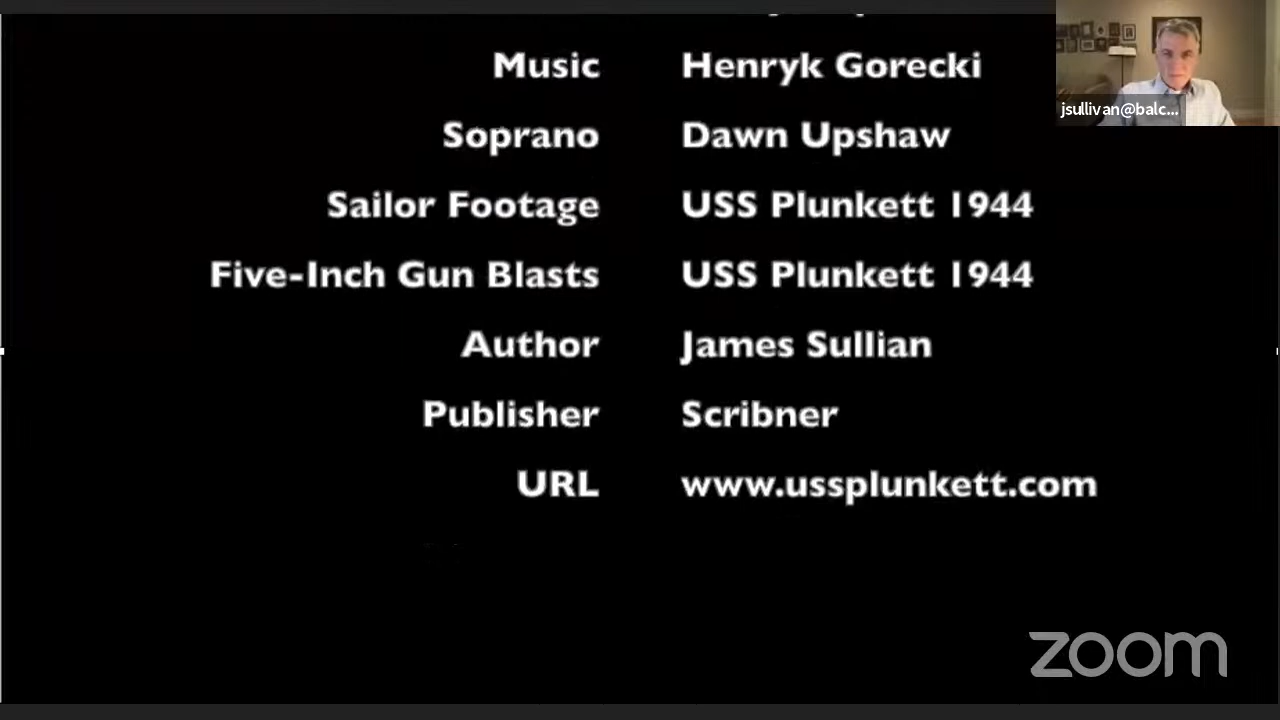 Music Henryk Gorecki
Soprano Dawn Upshaw
Sailor Footage USS Plunkett 1944
Five-Inch Gun Blasts USS Plunkett 1944
Author James Sullian
Publisher Scribner
URL www.ussplunkett.com
jsullivan@balc...
zoom